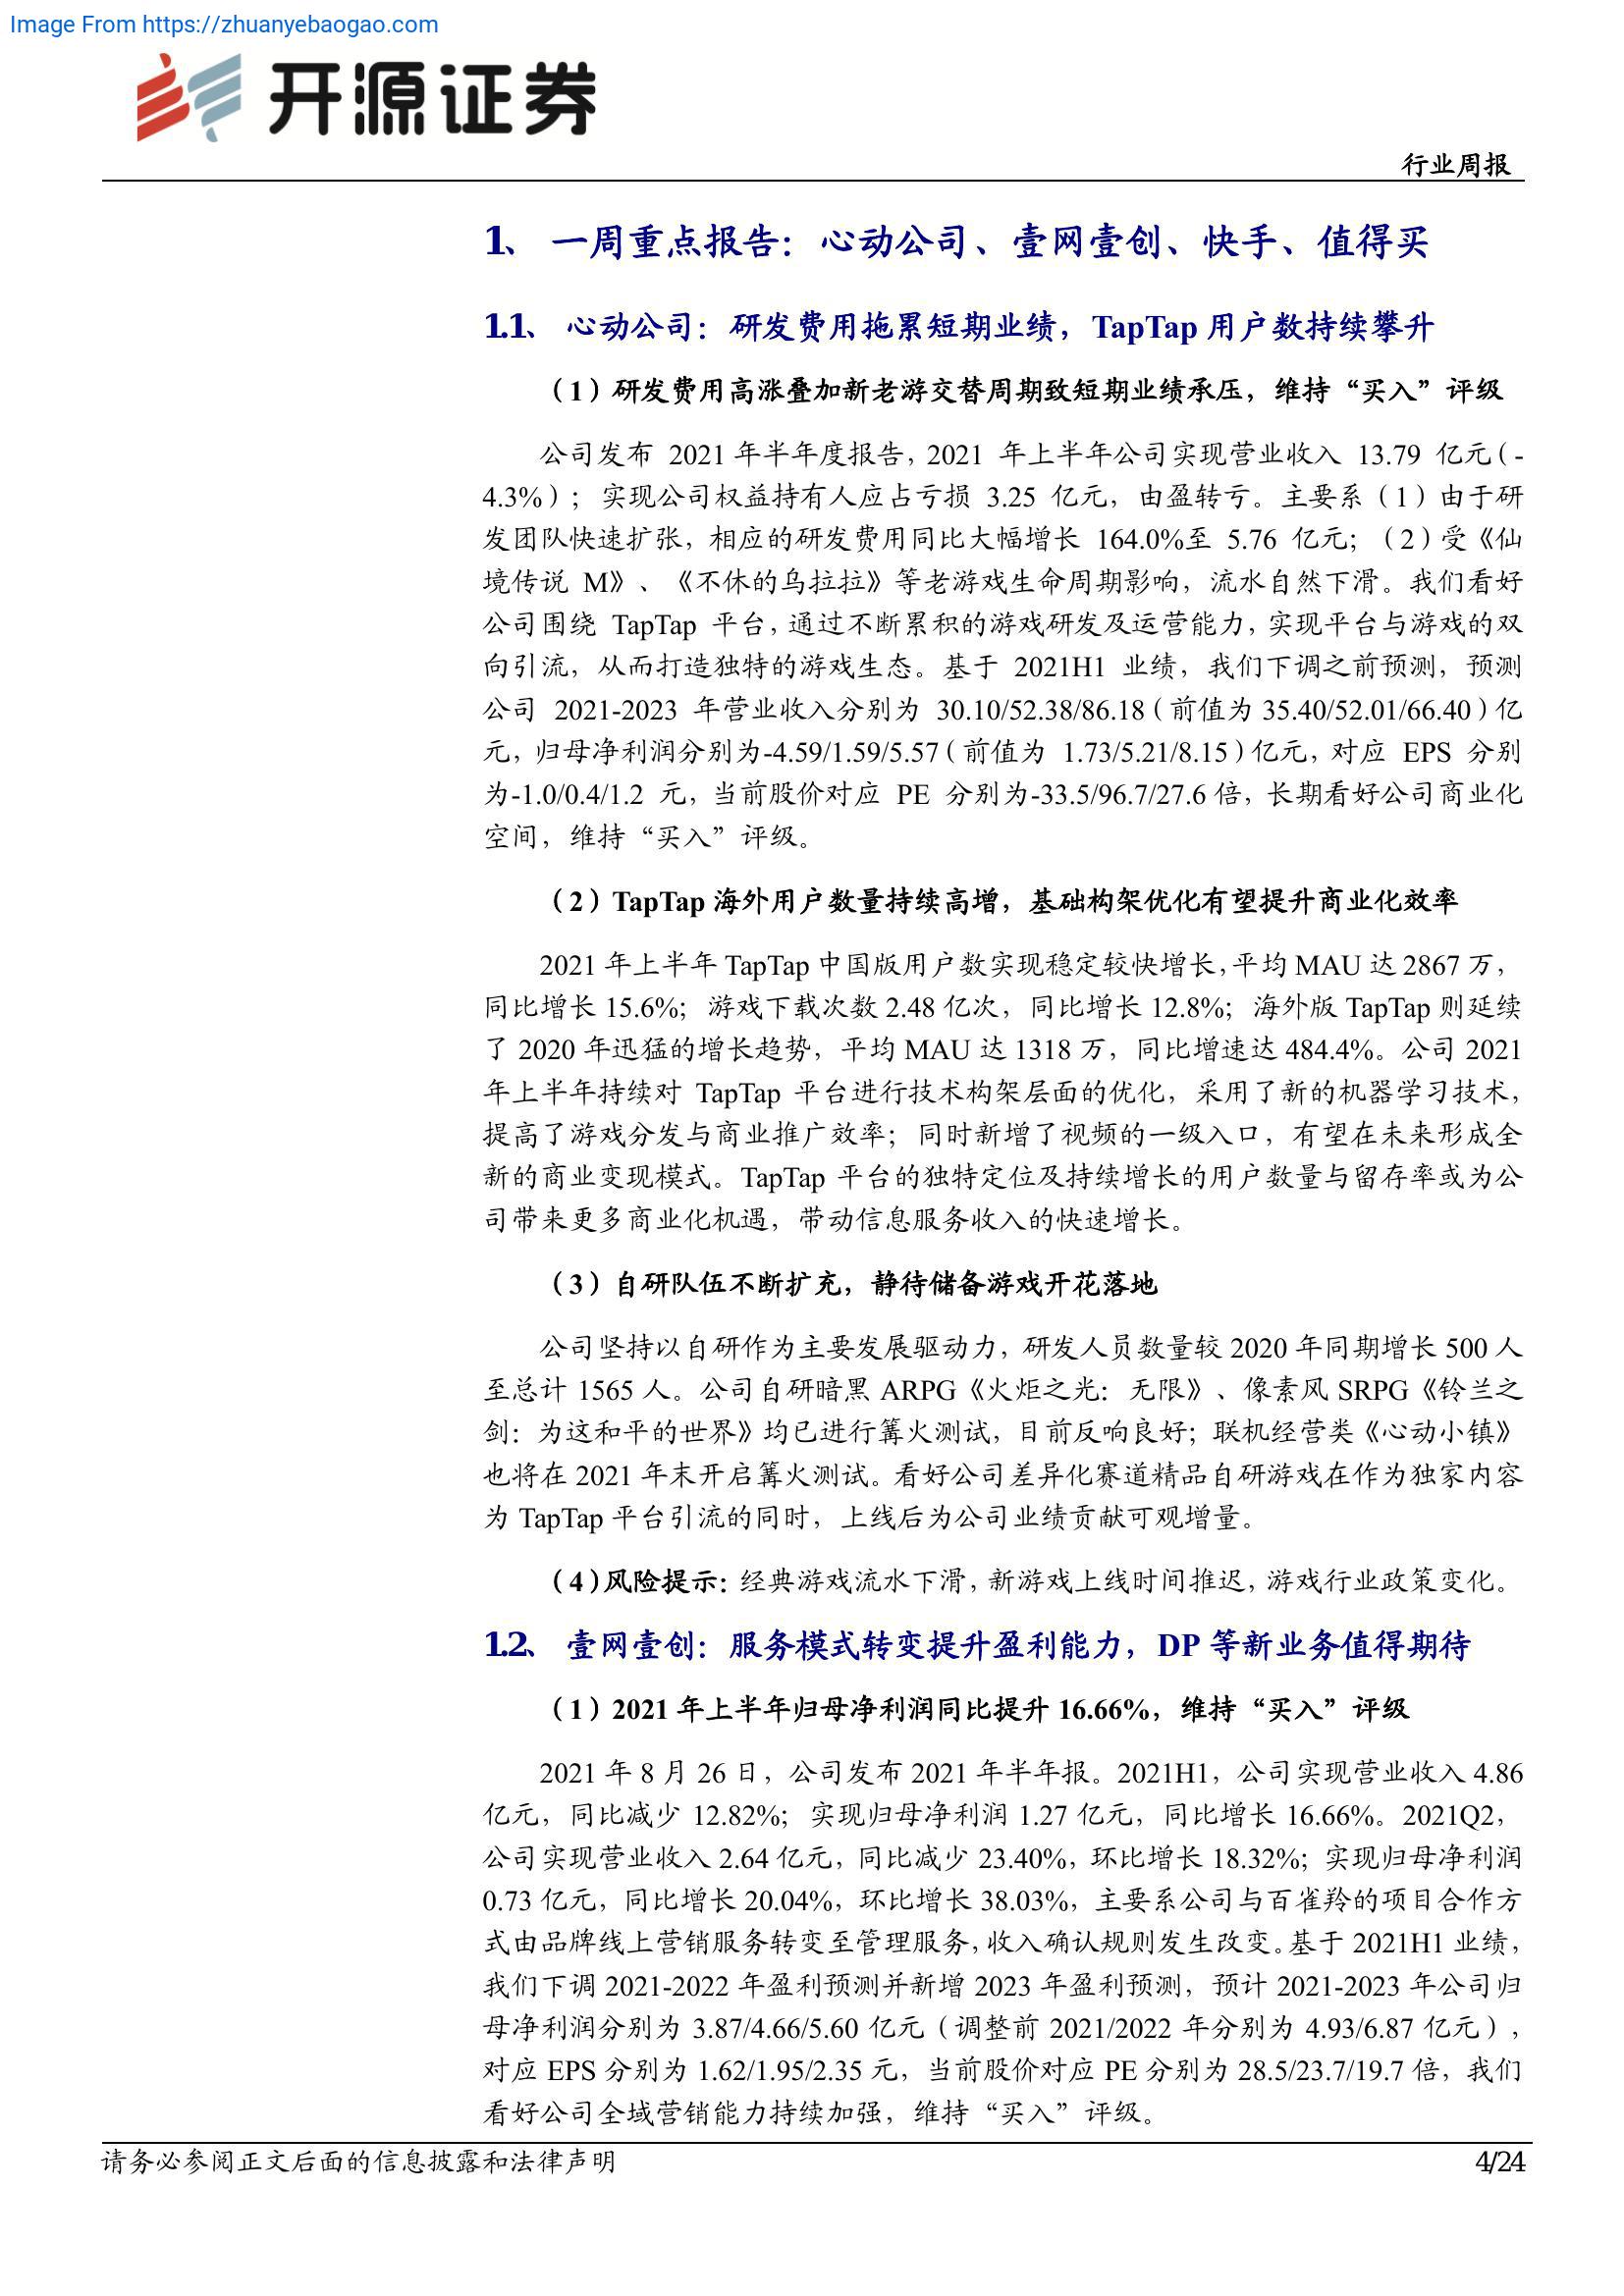 Image From https://zhuanyebaogao.com
开源证券
行业周报
1、 一周重点报告：心动公司、壹网壹创、快手、值得买
1.1、 心动公司：研发费用拖累短期业绩，TapTap 用户数持续攀升
（1）研发费用高涨叠加新老游交替周期致短期业绩承压，维持“买入”评级
公司发布 2021 年半年度报告，2021 年上半年公司实现营业收入 13.79 亿元（-
4.3%）；实现公司权益持有人应占亏损 3.25 亿元，由盈转亏。主要系（1）由于研
发团队快速扩张，相应的研发费用同比大幅增长 164.0%至 5.76 亿元；（2）受《仙
境传说 M》、《不休的乌拉拉》等老游戏生命周期影响，流水自然下滑。我们看好
公司围绕 TapTap 平台，通过不断累积的游戏研发及运营能力，实现平台与游戏的双
向引流，从而打造独特的游戏生态。基于 2021H1 业绩，我们下调之前预测，预测
公司 2021-2023 年营业收入分别为 30.10/52.38/86.18（前值为 35.40/52.01/66.40）亿
元，归母净利润分别为-4.59/1.59/5.57（前值为 1.73/5.21/8.15）亿元，对应 EPS 分别
为-1.0/0.4/1.2 元，当前股价对应 PE 分别为-33.5/96.7/27.6 倍，长期看好公司商业化
空间，维持“买入”评级。
（2）TapTap 海外用户数量持续高增，基础构架优化有望提升商业化效率
2021 年上半年 TapTap 中国版用户数实现稳定较快增长，平均 MAU 达 2867 万，
同比增长 15.6%；游戏下载次数 2.48 亿次，同比增长 12.8%；海外版 TapTap 则延续
了 2020 年迅猛的增长趋势，平均 MAU 达 1318 万，同比增速达 484.4%。公司 2021
年上半年持续对 TapTap 平台进行技术构架层面的优化，采用了新的机器学习技术，
提高了游戏分发与商业推广效率；同时新增了视频的一级入口，有望在未来形成全
新的商业变现模式。TapTap 平台的独特定位及持续增长的用户数量与留存率或为公
司带来更多商业化机遇，带动信息服务收入的快速增长。
（3）自研队伍不断扩充，静待储备游戏开花落地
公司坚持以自研作为主要发展驱动力，研发人员数量较 2020 年同期增长 500 人
至总计 1565 人。公司自研暗黑 ARPG《火炬之光：无限》、像素风 SRPG《铃兰之
剑：为这和平的世界》均已进行篝火测试，目前反响良好；联机经营类《心动小镇》
也将在 2021 年末开启篝火测试。看好公司差异化赛道精品自研游戏在作为独家内容
为 TapTap 平台引流的同时，上线后为公司业绩贡献可观增量。
（4）风险提示：经典游戏流水下滑，新游戏上线时间推迟，游戏行业政策变化。
1.2、 壹网壹创：服务模式转变提升盈利能力，DP 等新业务值得期待
（1）2021 年上半年归母净利润同比提升 16.66%，维持“买入”评级
2021 年 8 月 26 日，公司发布 2021 年半年报。2021H1，公司实现营业收入 4.86
亿元，同比减少 12.82%；实现归母净利润 1.27 亿元，同比增长 16.66%。2021Q2，
公司实现营业收入 2.64 亿元，同比减少 23.40%，环比增长 18.32%；实现归母净利润
0.73 亿元，同比增长 20.04%，环比增长 38.03%，主要系公司与百雀羚的项目合作方
式由品牌线上营销服务转变至管理服务，收入确认规则发生改变。基于 2021H1 业绩，
我们下调 2021-2022 年盈利预测并新增 2023 年盈利预测，预计 2021-2023 年公司归
母净利润分别为 3.87/4.66/5.60 亿元（调整前 2021/2022 年分别为 4.93/6.87 亿元），
对应 EPS 分别为 1.62/1.95/2.35 元，当前股价对应 PE 分别为 28.5/23.7/19.7 倍，我们
看好公司全域营销能力持续加强，维持“买入”评级。
请务必参阅正文后面的信息披露和法律声明
4/24